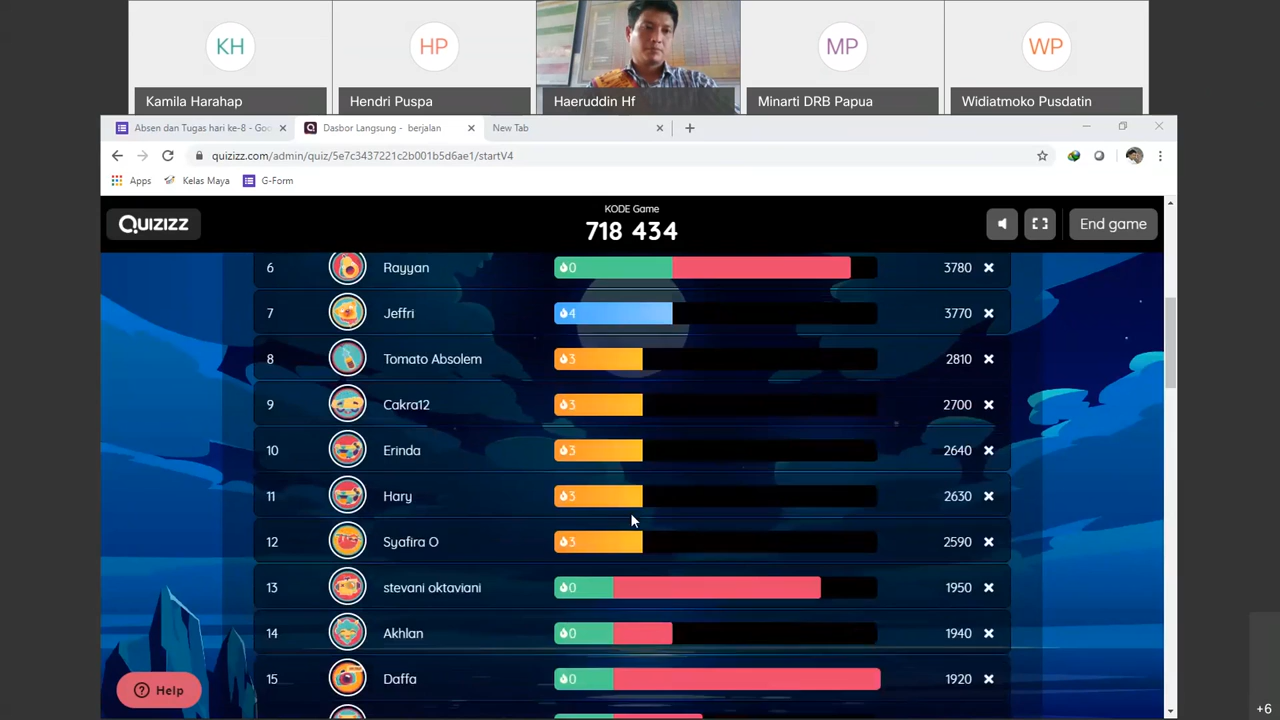 KH
HP
MP
WP
Kamila Harahap
Hendri Puspa
Haeruddin Hf
Minarti DRB Papua
Widiatmoko Pusdatin
Absen dan Tugas hari ke-8 - Goo
Dasbor Langsung - berjalan
New Tab
quizizz.com/admin/quiz/5e7c3437221c2b001b5d6ae1/startV4
Apps
Kelas Maya
G-Form
Quizizz
KODE Game
718 434
End game
6 Rayyan 0 3780
7 Jeffri 4 3770
8 Tomato Absolem 3 2810
9 Cakra12 3 2700
10 Erinda 3 2640
11 Hary 3 2630
12 Syafira O 3 2590
13 stevani oktaviani 0 1950
14 Akhlan 0 1940
15 Daffa 0 1920
Help
+6